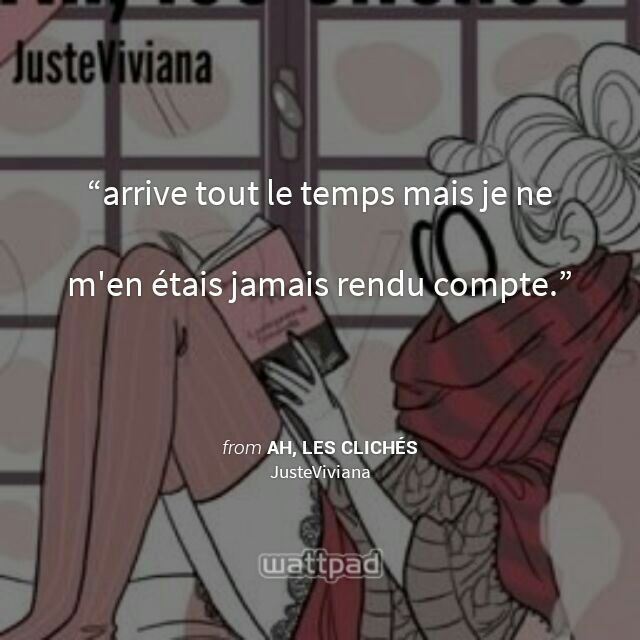 JusteViviana
“arrive tout le temps mais je ne
m'en étais jamais rendu compte.”
from AH, LES CLICHÉS
JusteViviana
wattpad